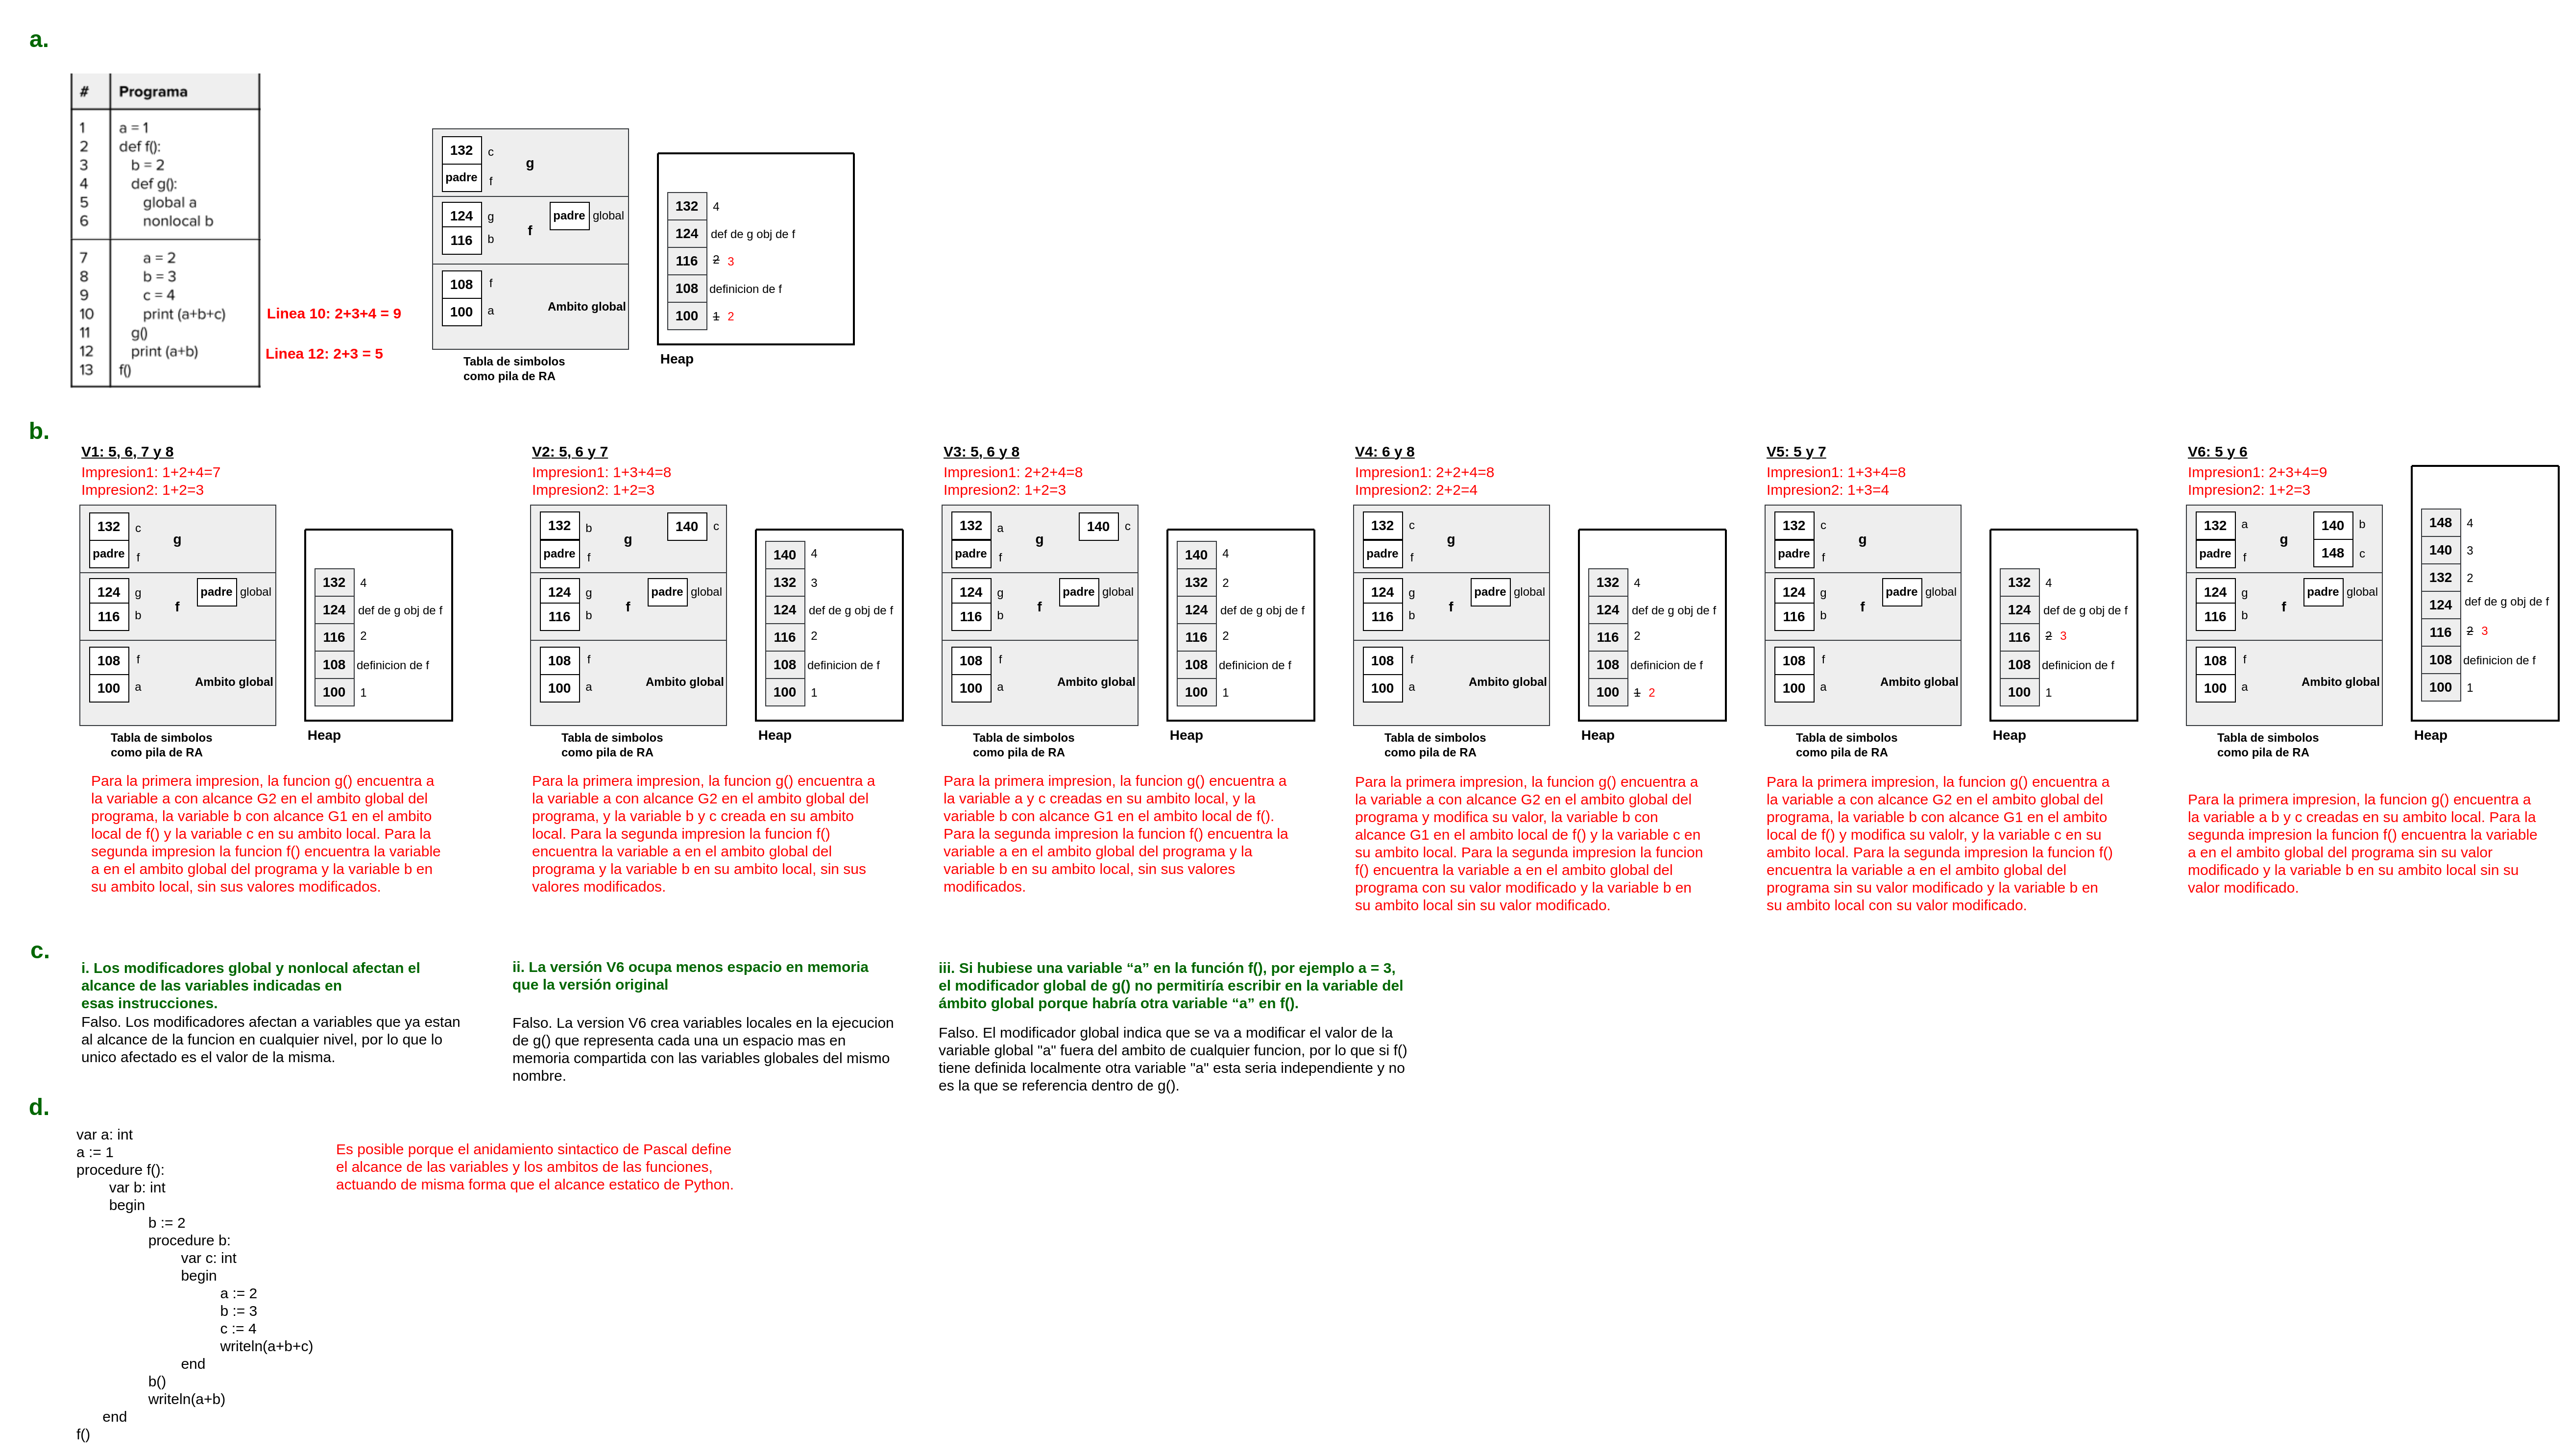 a.
# Programa
1 a = 1
2 def f():
3 b = 2
4 def g():
5 global a
6 nonlocal b
7 a = 2
8 b = 3
9 c = 4
10 print (a+b+c)
11 g()
12 print (a+b)
13 f()
Linea 10: 2+3+4 = 9
Linea 12: 2+3 = 5
132 c
g
padre f
124 g
padre global
f
116 b
108 f
Ambito global
100 a
Tabla de simbolos
como pila de RA
132 4
124 def de g obj de f
116 2 3
108 definicion de f
100 1 2
Heap
b.
V1: 5, 6, 7 y 8
Impresion1: 1+2+4=7
Impresion2: 1+2=3
132 c
g
padre f
124 g
padre global
f
116 b
108 f
Ambito global
100 a
Tabla de simbolos
como pila de RA
132 4
124 def de g obj de f
116 2
108 definicion de f
100 1
Heap
Para la primera impresion, la funcion g() encuentra a
la variable a con alcance G2 en el ambito global del
programa, la variable b con alcance G1 en el ambito
local de f() y la variable c en su ambito local. Para la
segunda impresion la funcion f() encuentra la variable
a en el ambito global del programa y la variable b en
su ambito local, sin sus valores modificados.
V2: 5, 6 y 7
Impresion1: 1+3+4=8
Impresion2: 1+2=3
132 b
140 c
g
padre f
124 g
padre global
f
116 b
108 f
Ambito global
100 a
Tabla de simbolos
como pila de RA
140 4
132 3
124 def de g obj de f
116 2
108 definicion de f
100 1
Heap
Para la primera impresion, la funcion g() encuentra a
la variable a con alcance G2 en el ambito global del
programa, y la variable b y c creada en su ambito
local. Para la segunda impresion la funcion f()
encuentra la variable a en el ambito global del
programa y la variable b en su ambito local, sin sus
valores modificados.
V3: 5, 6 y 8
Impresion1: 2+2+4=8
Impresion2: 1+2=3
132 a
140 c
g
padre f
124 g
padre global
f
116 b
108 f
Ambito global
100 a
Tabla de simbolos
como pila de RA
140 4
132 2
124 def de g obj de f
116 2
108 definicion de f
100 1
Heap
Para la primera impresion, la funcion g() encuentra a
la variable a y c creadas en su ambito local, y la
variable b con alcance G1 en el ambito local de f().
Para la segunda impresion la funcion f() encuentra la
variable a en el ambito global del programa y la
variable b en su ambito local, sin sus valores
modificados.
V4: 6 y 8
Impresion1: 2+2+4=8
Impresion2: 2+2=4
132 c
g
padre f
124 g
padre global
f
116 b
108 f
Ambito global
100 a
Tabla de simbolos
como pila de RA
132 4
124 def de g obj de f
116 2
108 definicion de f
100 1 2
Heap
Para la primera impresion, la funcion g() encuentra a
la variable a con alcance G2 en el ambito global del
programa y modifica su valor, la variable b con
alcance G1 en el ambito local de f() y la variable c en
su ambito local. Para la segunda impresion la funcion
f() encuentra la variable a en el ambito global del
programa con su valor modificado y la variable b en
su ambito local sin su valor modificado.
V5: 5 y 7
Impresion1: 1+3+4=8
Impresion2: 1+3=4
132 c
g
padre f
124 g
padre global
f
116 b
108 f
Ambito global
100 a
Tabla de simbolos
como pila de RA
132 4
124 def de g obj de f
116 2 3
108 definicion de f
100 1
Heap
Para la primera impresion, la funcion g() encuentra a
la variable a con alcance G2 en el ambito global del
programa, la variable b con alcance G1 en el ambito
local de f() y modifica su valolr, y la variable c en su
ambito local. Para la segunda impresion la funcion f()
encuentra la variable a en el ambito global del
programa sin su valor modificado y la variable b en
su ambito local con su valor modificado.
V6: 5 y 6
Impresion1: 2+3+4=9
Impresion2: 1+2=3
132 a
140 b
g
padre f
148 c
124 g
padre global
f
116 b
108 f
Ambito global
100 a
Tabla de simbolos
como pila de RA
148 4
140 3
132 2
124 def de g obj de f
116 2 3
108 definicion de f
100 1
Heap
Para la primera impresion, la funcion g() encuentra a
la variable a b y c creadas en su ambito local. Para la
segunda impresion la funcion f() encuentra la variable
a en el ambito global del programa sin su valor
modificado y la variable b en su ambito local sin su
valor modificado.
c.
i. Los modificadores global y nonlocal afectan el
alcance de las variables indicadas en
esas instrucciones.
Falso. Los modificadores afectan a variables que ya estan
al alcance de la funcion en cualquier nivel, por lo que lo
unico afectado es el valor de la misma.
ii. La versión V6 ocupa menos espacio en memoria
que la versión original
Falso. La version V6 crea variables locales en la ejecucion
de g() que representa cada una un espacio mas en
memoria compartida con las variables globales del mismo
nombre.
iii. Si hubiese una variable “a” en la función f(), por ejemplo a = 3,
el modificador global de g() no permitiría escribir en la variable del
ámbito global porque habría otra variable “a” en f().
Falso. El modificador global indica que se va a modificar el valor de la
variable global "a" fuera del ambito de cualquier funcion, por lo que si f()
tiene definida localmente otra variable "a" esta seria independiente y no
es la que se referencia dentro de g().
d.
var a: int
a := 1
procedure f():
var b: int
begin
b := 2
procedure b:
var c: int
begin
a := 2
b := 3
c := 4
writeln(a+b+c)
end
b()
writeln(a+b)
end
f()
Es posible porque el anidamiento sintactico de Pascal define
el alcance de las variables y los ambitos de las funciones,
actuando de misma forma que el alcance estatico de Python.